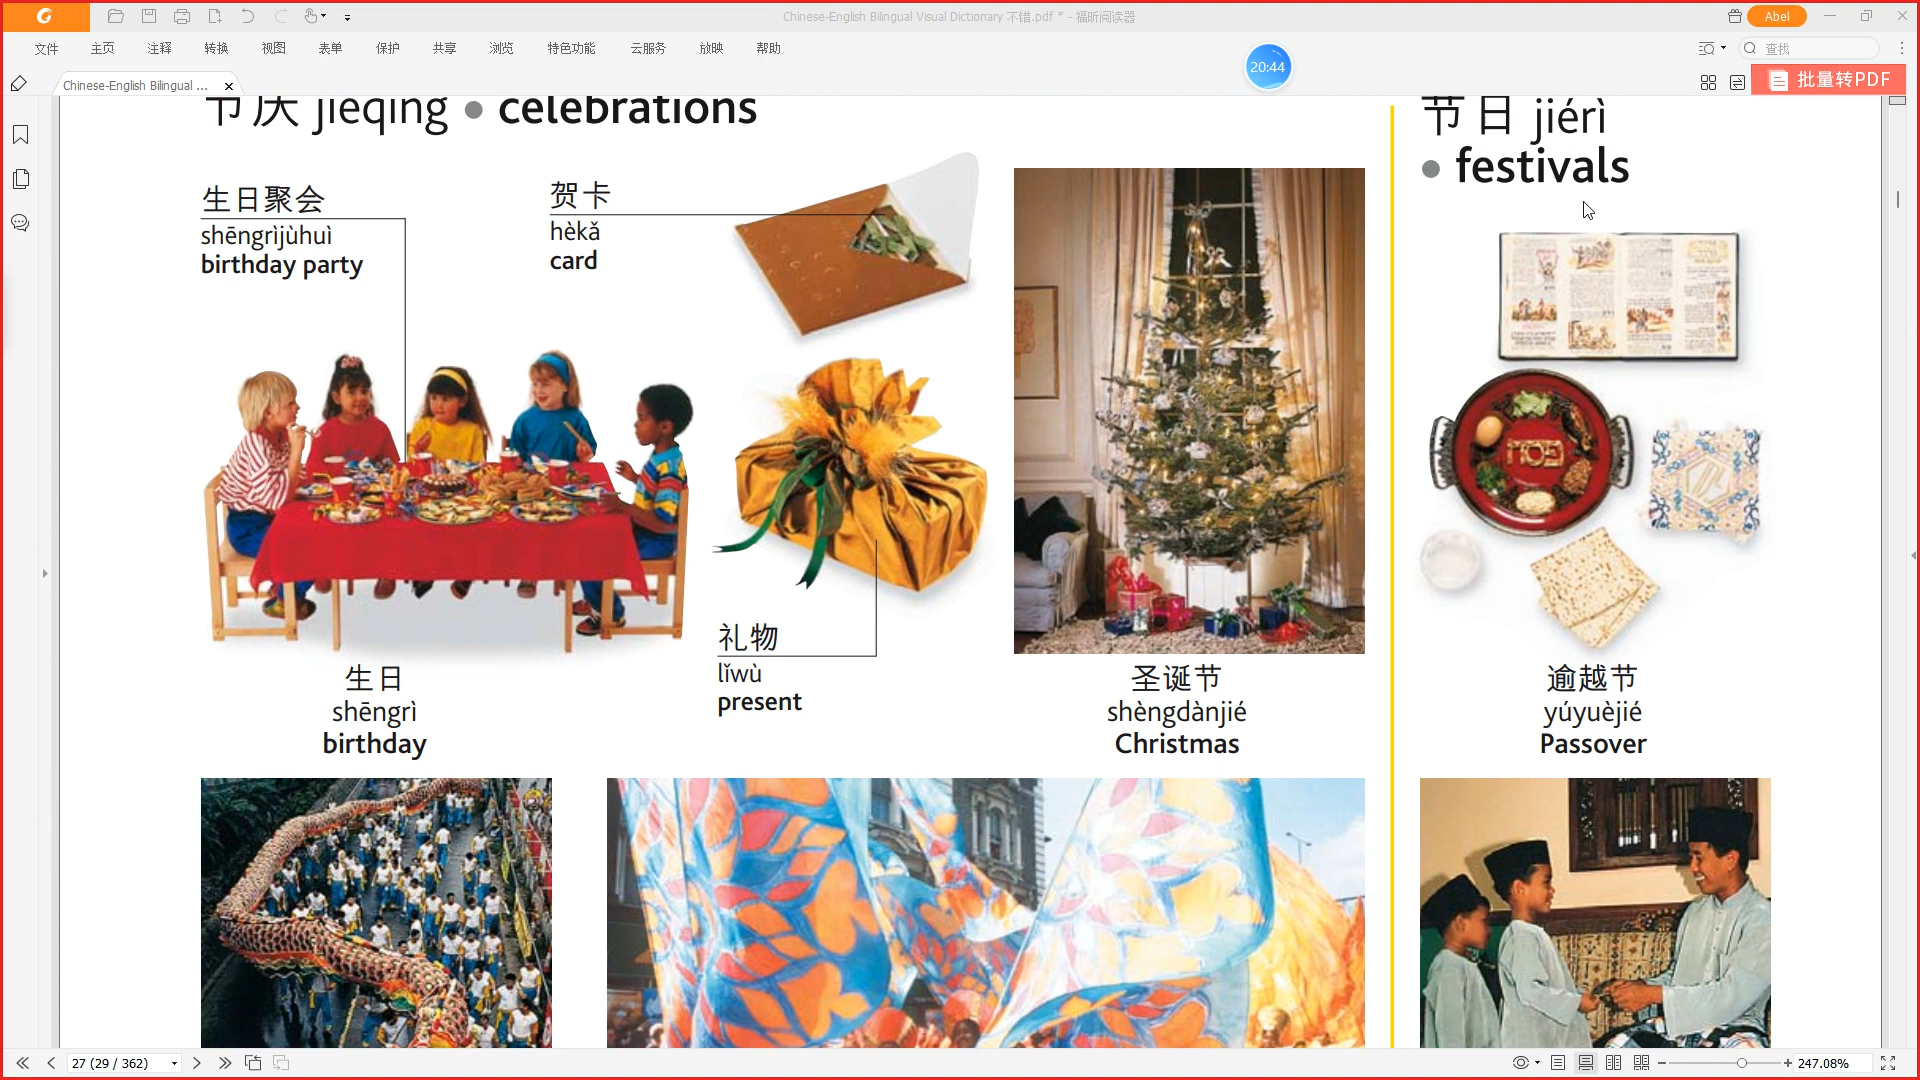 Chinese-English Bilingual Visual Dictionary 不错.pdf * - 福昕阅读器
Abel
文件 主页 注释 转换 视图 表单 保护 共享 浏览 特色功能 云服务 放映 帮助
20:44
查找
Chinese-English Bilingual ...
批量转PDF
节庆 jiéqìng ● celebrations
生日聚会
shēngrìjùhuì
birthday party
贺卡
hèkǎ
card
礼物
lǐwù
present
生日
shēngrì
birthday
圣诞节
shèngdànjié
Christmas
节日 jiérì
● festivals
逾越节
yúyuèjié
Passover
27 (29 / 362)
247.08%